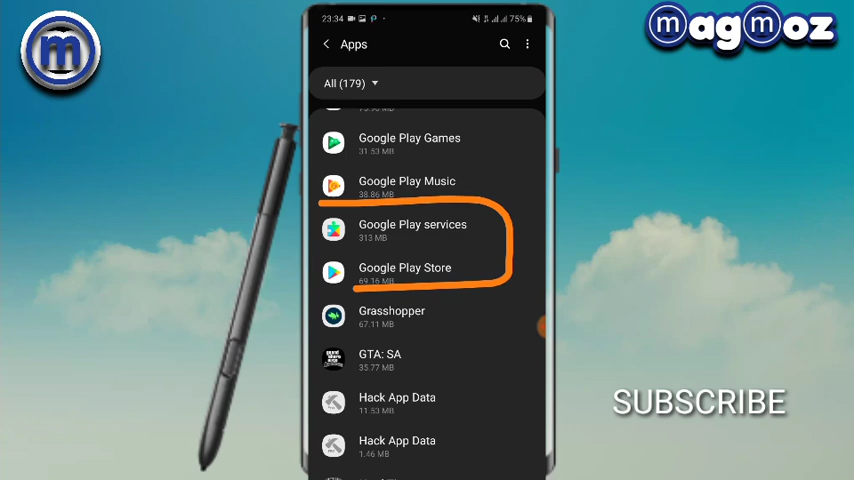 magmoz
m
23:34
75%
Apps
All (179)
Google Play Games
31.53 MB
Google Play Music
38.86 MB
Google Play services
313 MB
Google Play Store
69.16 MB
Grasshopper
67.11 MB
GTA: SA
35.77 MB
Hack App Data
11.53 MB
Hack App Data
1.46 MB
SUBSCRIBE